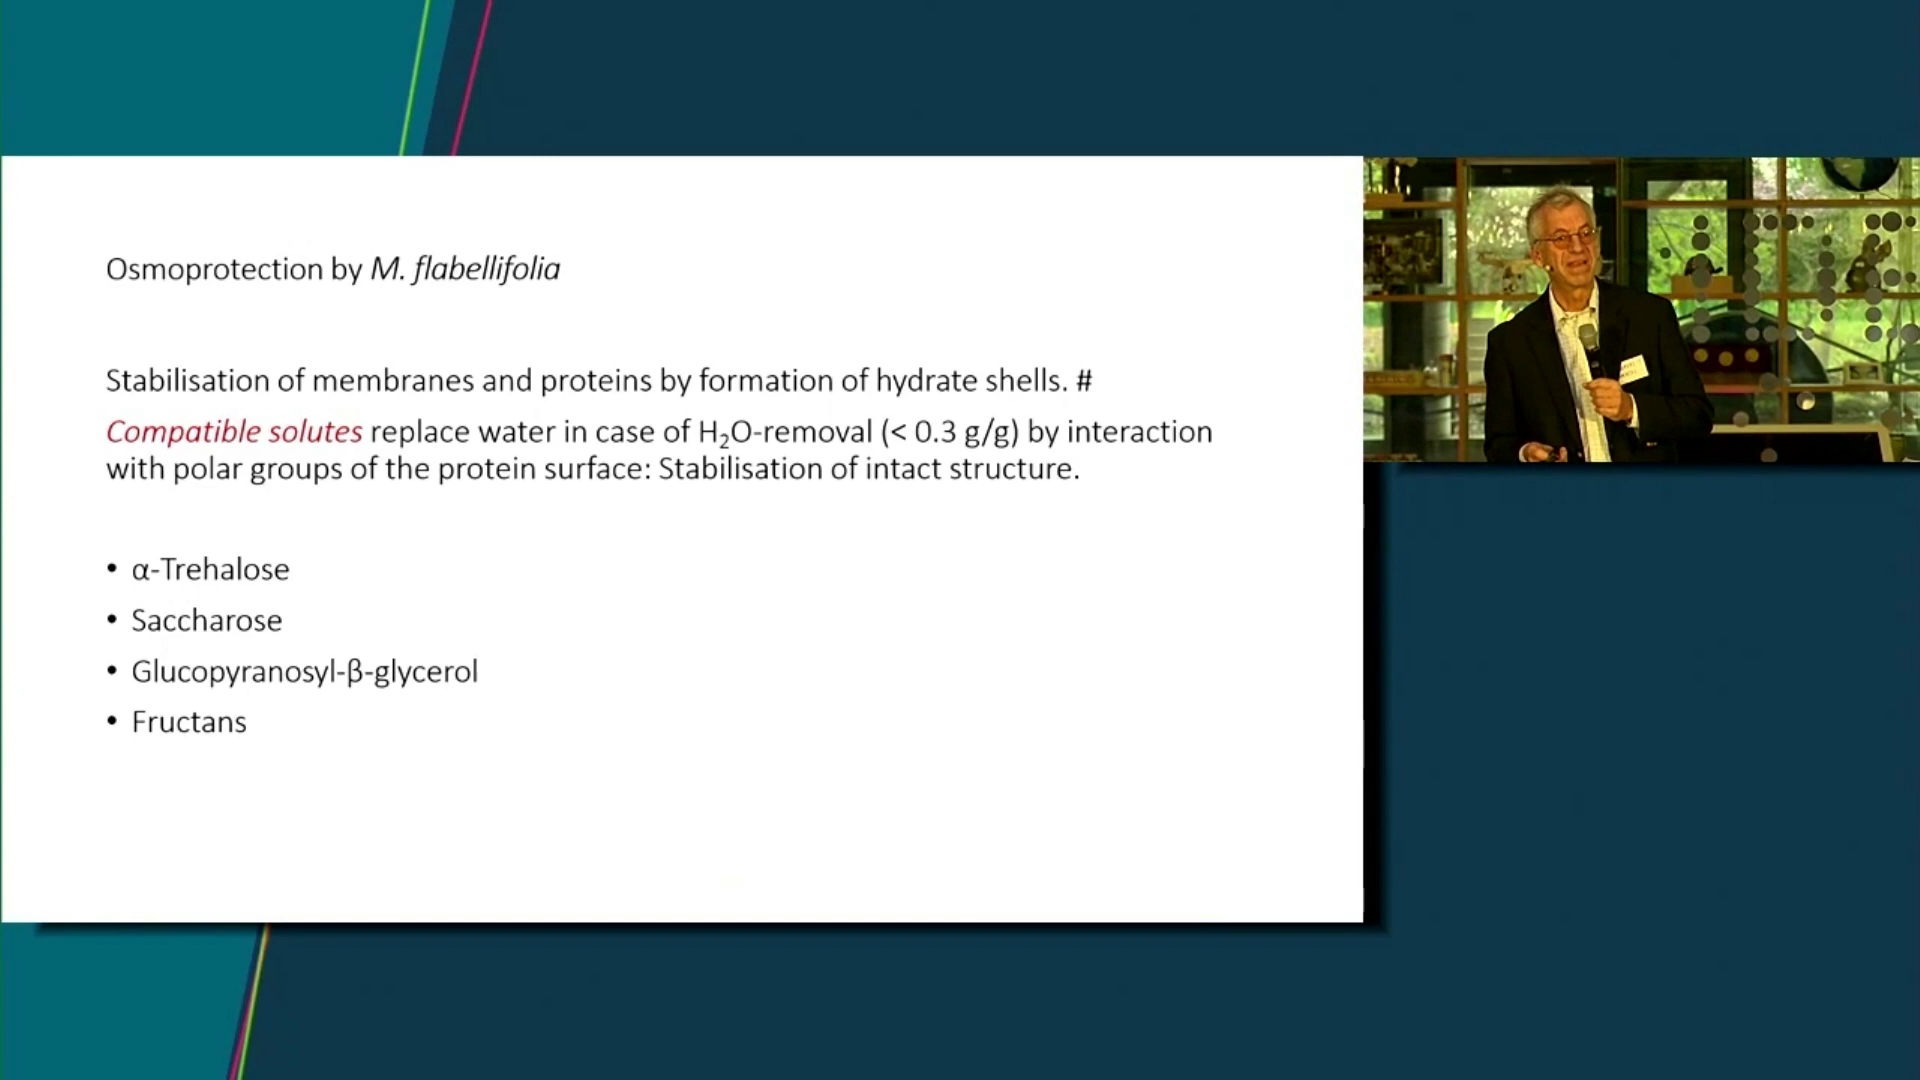 Osmoprotection by M. flabellifolia
Stabilisation of membranes and proteins by formation of hydrate shells. #
Compatible solutes replace water in case of H₂O-removal (< 0.3 g/g) by interaction
with polar groups of the protein surface: Stabilisation of intact structure.
• α-Trehalose
• Saccharose
• Glucopyranosyl-β-glycerol
• Fructans